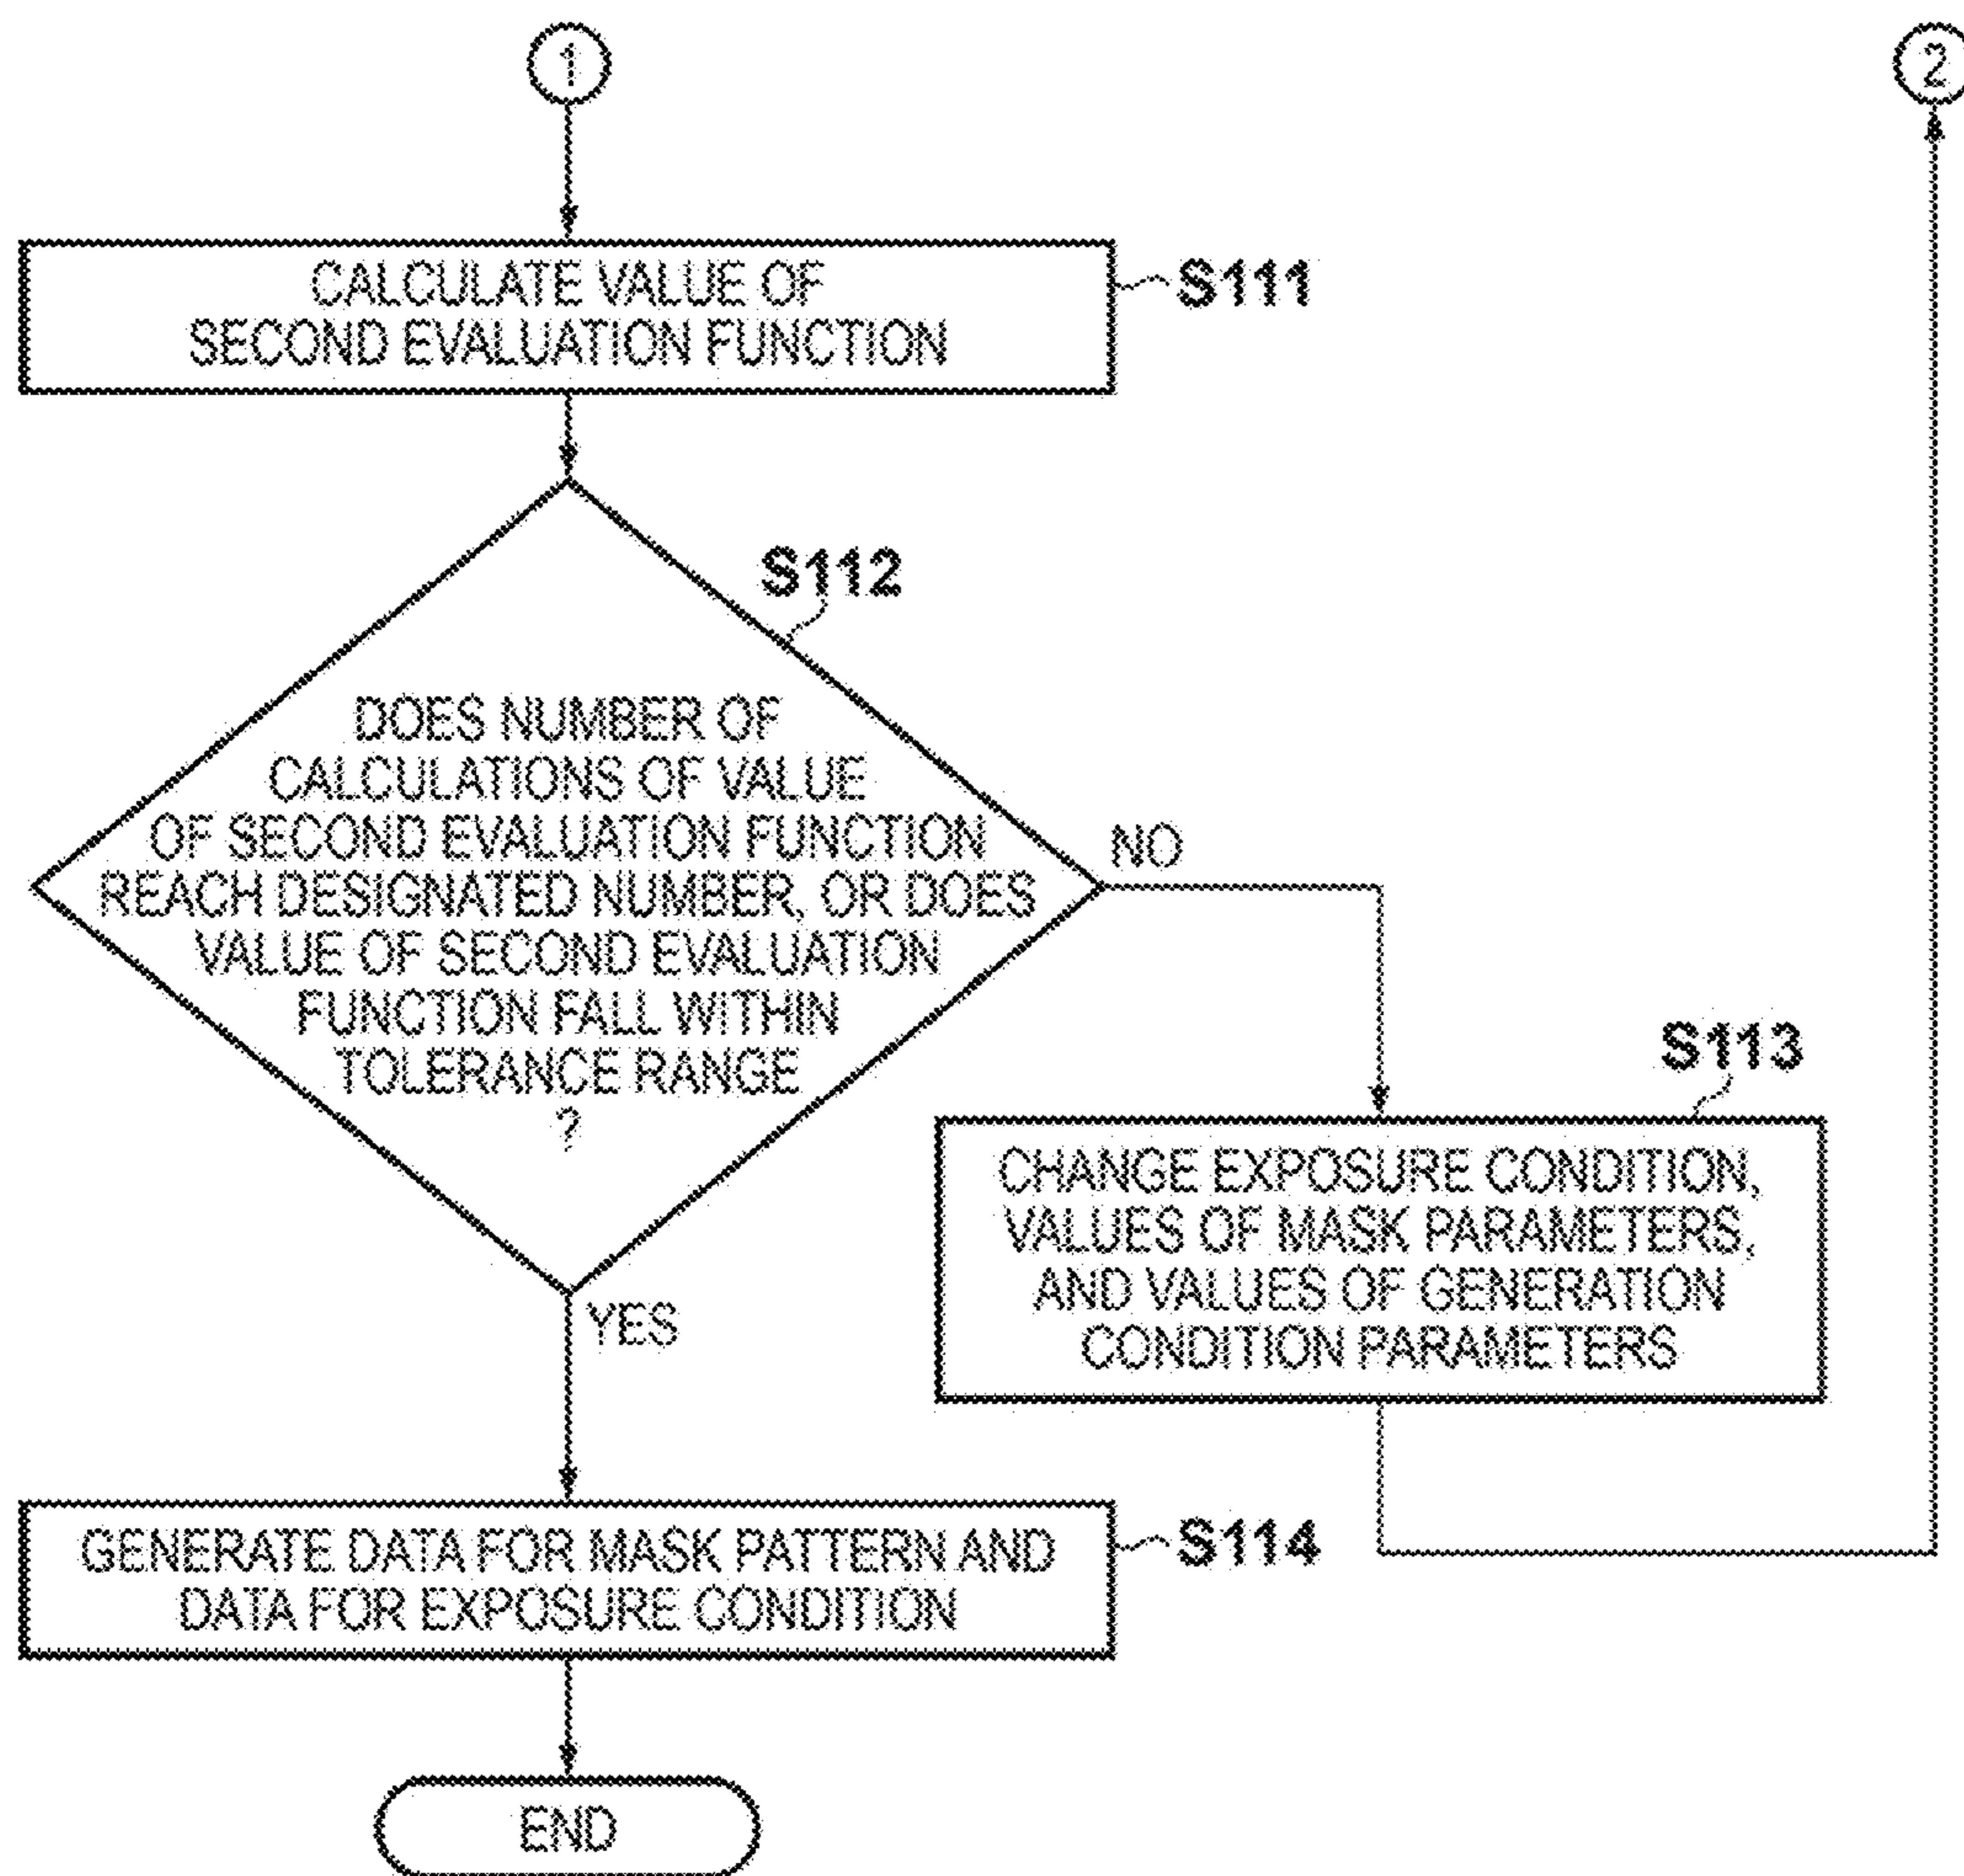 1
2
CALCULATE VALUE OF
SECOND EVALUATION FUNCTION
S111
S112
DOES NUMBER OF
CALCULATIONS OF VALUE
OF SECOND EVALUATION FUNCTION
REACH DESIGNATED NUMBER, OR DOES
VALUE OF SECOND EVALUATION
FUNCTION FALL WITHIN
TOLERANCE RANGE
?
NO
YES
S113
CHANGE EXPOSURE CONDITION,
VALUES OF MASK PARAMETERS,
AND VALUES OF GENERATION
CONDITION PARAMETERS
GENERATE DATA FOR MASK PATTERN AND
DATA FOR EXPOSURE CONDITION
S114
END